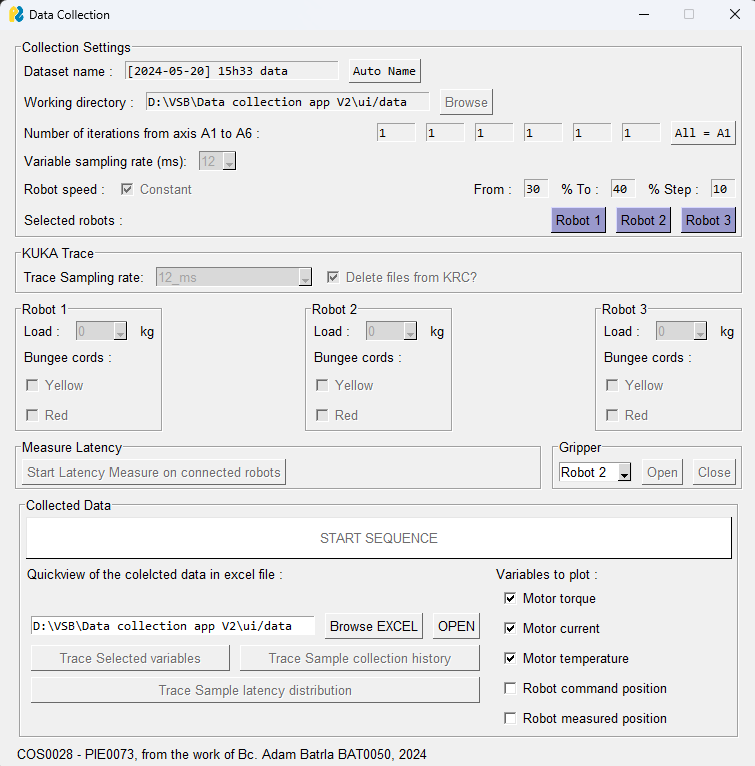 Data Collection
Collection Settings
Dataset name : [2024-05-20] 15h33 data Auto Name
Working directory : D:\VSB\Data collection app V2\ui/data Browse
Number of iterations from axis A1 to A6 : 1 1 1 1 1 1 All = A1
Variable sampling rate (ms): 12
Robot speed : Constant From : 30 % To : 40 % Step : 10
Selected robots : Robot 1 Robot 2 Robot 3
KUKA Trace
Trace Sampling rate: 12_ms Delete files from KRC?
Robot 1 Robot 2 Robot 3
Load : 0 kg Load : 0 kg Load : 0 kg
Bungee cords : Bungee cords : Bungee cords :
Yellow Yellow Yellow
Red Red Red
Measure Latency Gripper
Start Latency Measure on connected robots Robot 2 Open Close
Collected Data
START SEQUENCE
Quickview of the colelcted data in excel file : Variables to plot :
Motor torque
D:\VSB\Data collection app V2\ui/data Browse EXCEL OPEN Motor current
Trace Selected variables Trace Sample collection history Motor temperature
Trace Sample latency distribution Robot command position
Robot measured position
COS0028 - PIE0073, from the work of Bc. Adam Batrla BAT0050, 2024